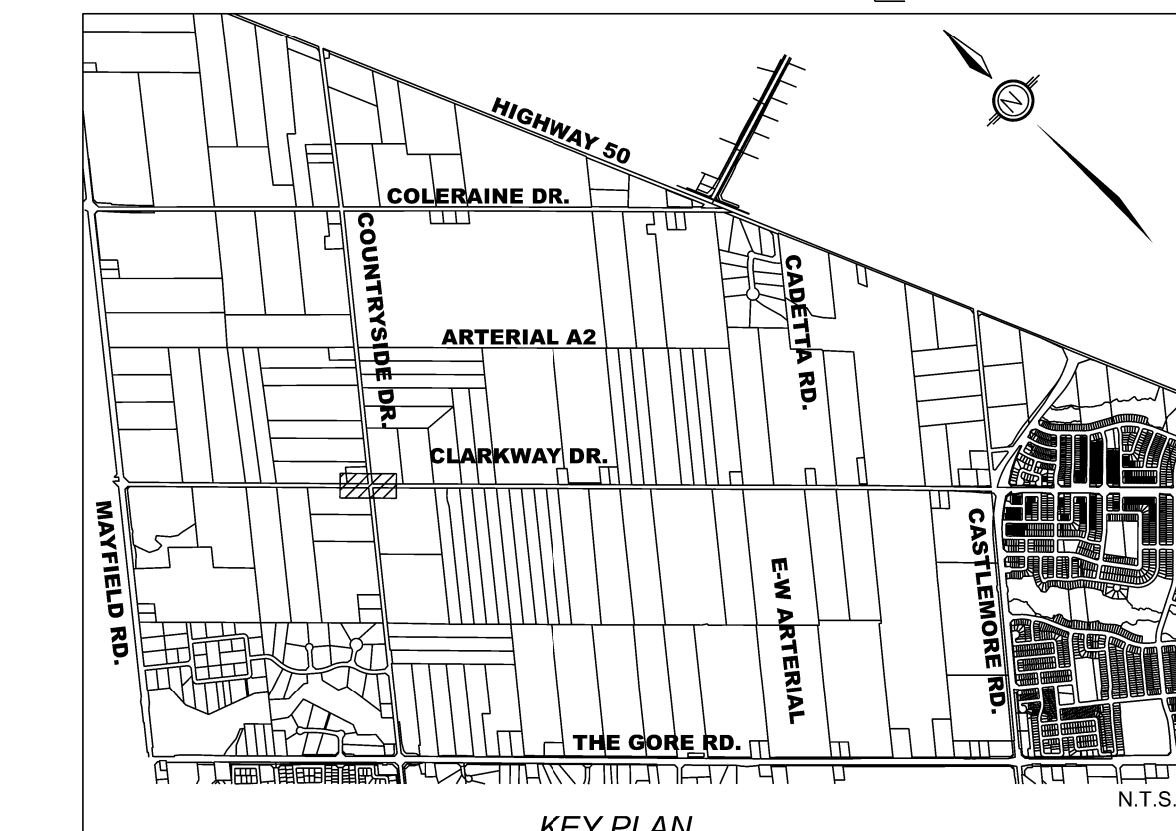 N
HIGHWAY 50
COLERAINE DR.
COUNTRYSIDE DR.
CADETTA RD.
ARTERIAL A2
CLARKWAY DR.
MAYFIELD RD.
CASTLEMORE RD.
E-W ARTERIAL
THE GORE RD.
N.T.S.
KEY PLAN